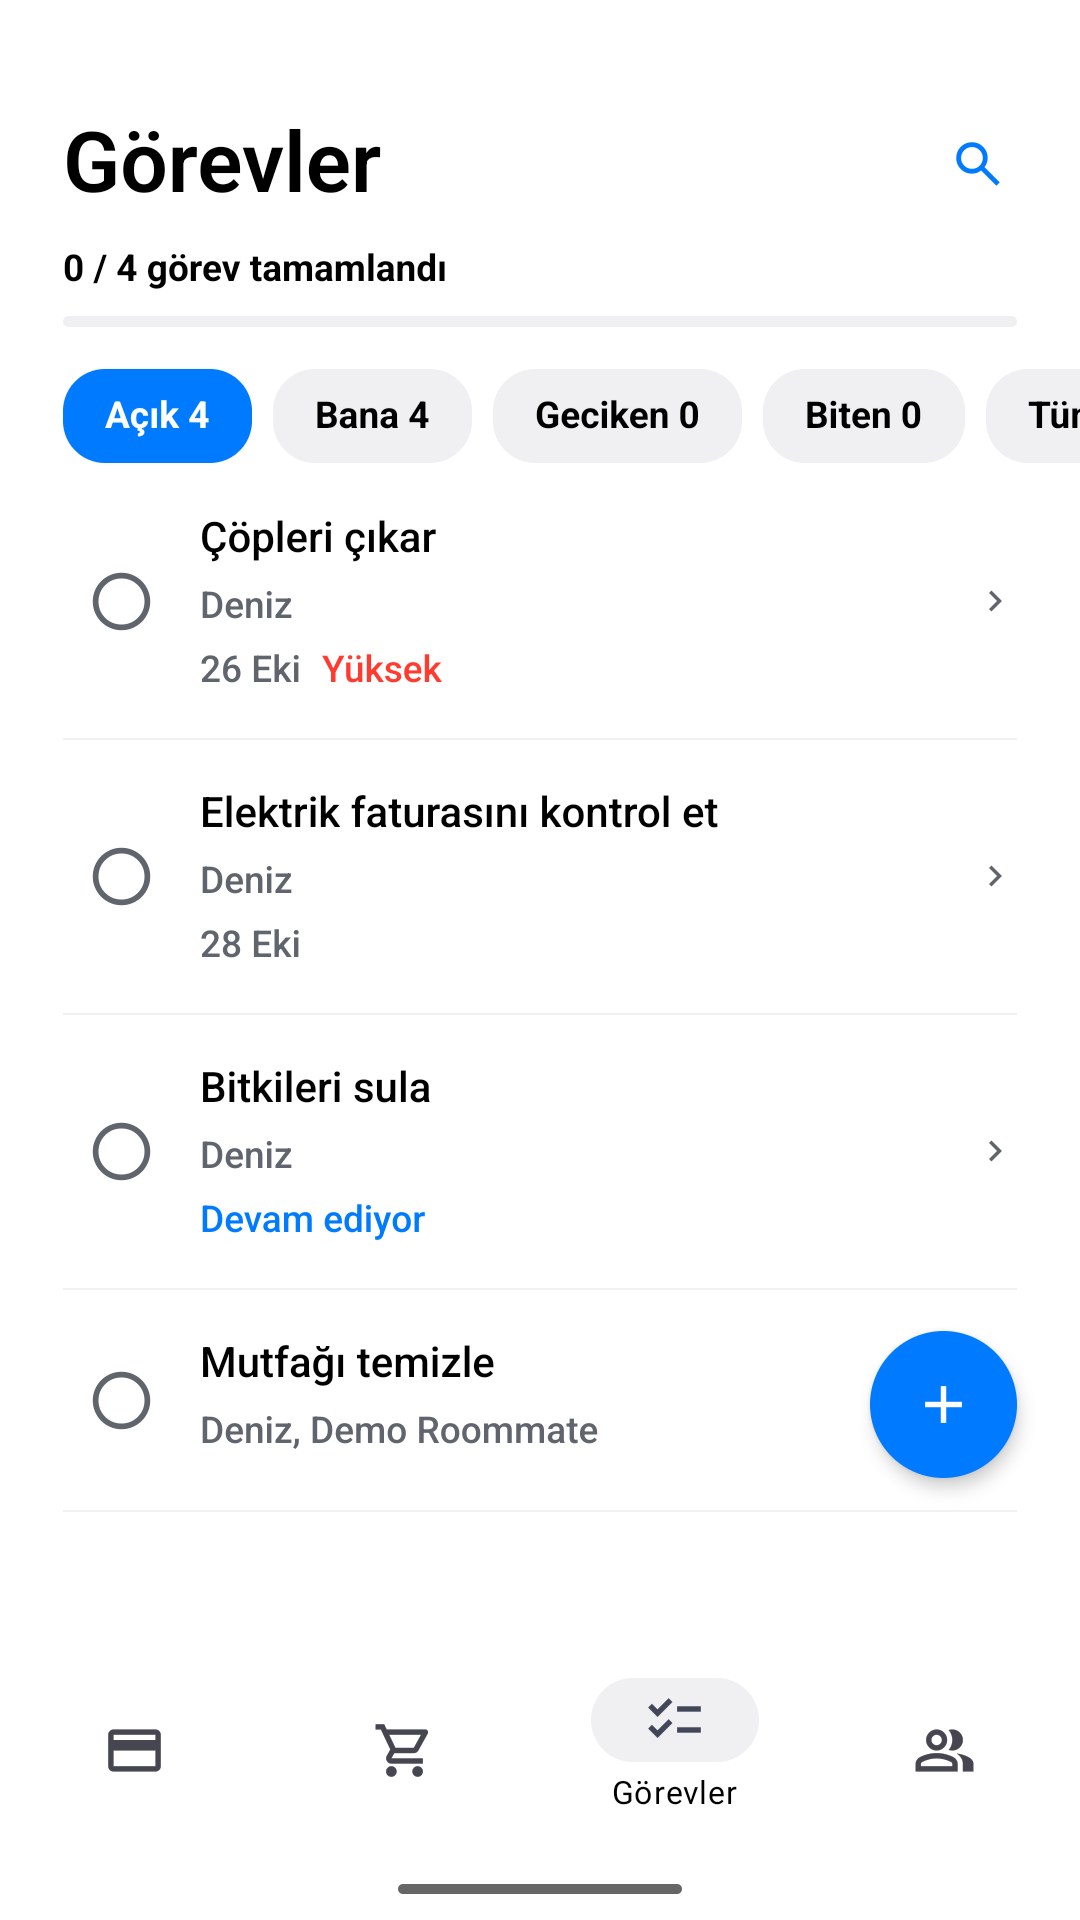 Görevler
0 / 4 görev tamamlandı
Açık 4
Bana 4
Geciken 0
Biten 0
Çöpleri çıkar
Deniz
26 Eki Yüksek
Elektrik faturasını kontrol et
Deniz
28 Eki
Bitkileri sula
Deniz
Devam ediyor
Mutfağı temizle
Deniz, Demo Roommate
Görevler